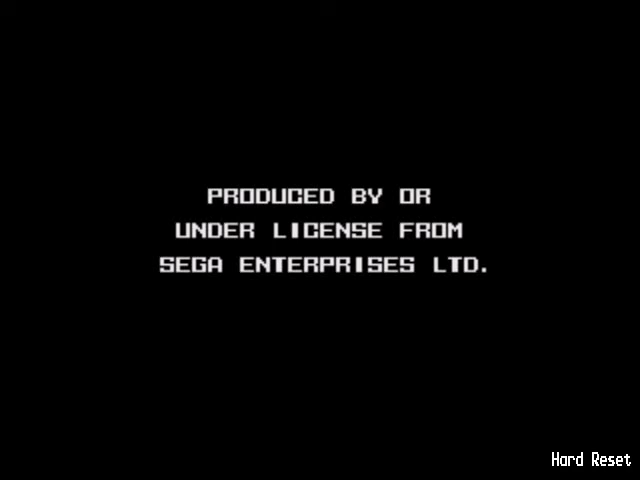 PRODUCED BY OR
UNDER LICENSE FROM
SEGA ENTERPRISES LTD.
Hard Reset